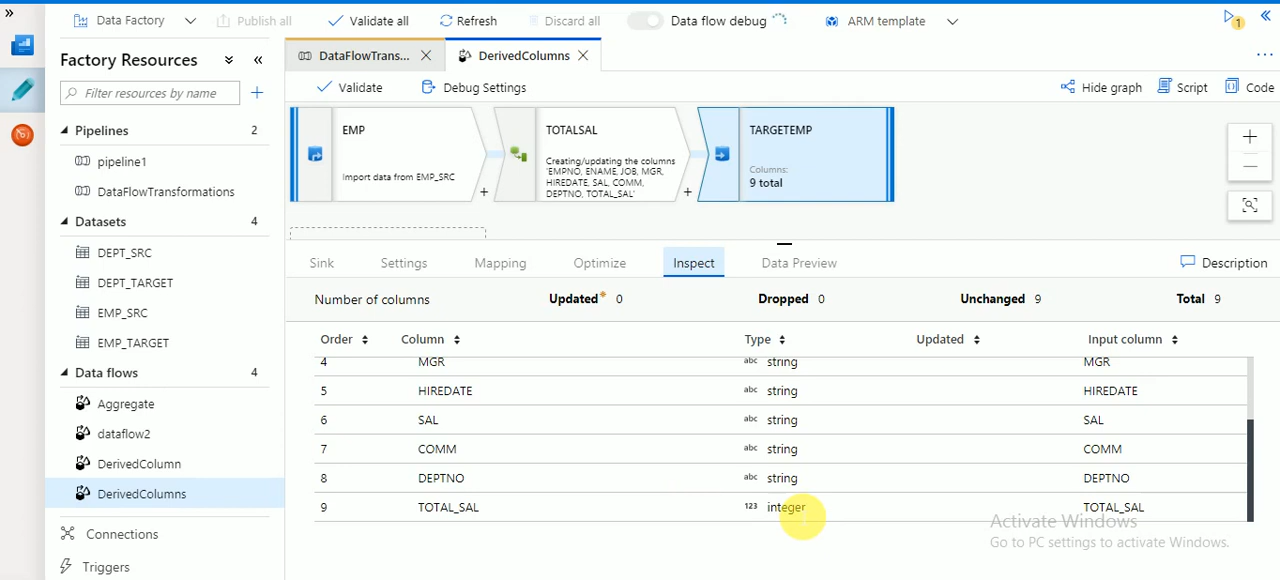 »
Data Factory
Publish all
Validate all
Refresh
Discard all
Data flow debug
ARM template
1
«
Factory Resources
«
Filter resources by name
+
Pipelines 2
pipeline1
DataFlowTransformations
Datasets 4
DEPT_SRC
DEPT_TARGET
EMP_SRC
EMP_TARGET
Data flows 4
Aggregate
dataflow2
DerivedColumn
DerivedColumns
Connections
Triggers
DataFlowTrans...
DerivedColumns
...
Validate
Debug Settings
Hide graph
Script
Code
EMP
Import data from EMP_SRC
+
TOTALSAL
Creating/updating the columns
'EMPNO, ENAME, JOB, MGR,
HIREDATE, SAL, COMM,
DEPTNO, TOTAL_SAL'
+
TARGETEMP
Columns:
9 total
Sink Settings Mapping Optimize Inspect Data Preview Description
Number of columns Updated* 0 Dropped 0 Unchanged 9 Total 9
Order Column Type Updated Input column
4 MGR abc string MGR
5 HIREDATE abc string HIREDATE
6 SAL abc string SAL
7 COMM abc string COMM
8 DEPTNO abc string DEPTNO
9 TOTAL_SAL 123 integer TOTAL_SAL
Activate Windows
Go to PC settings to activate Windows.